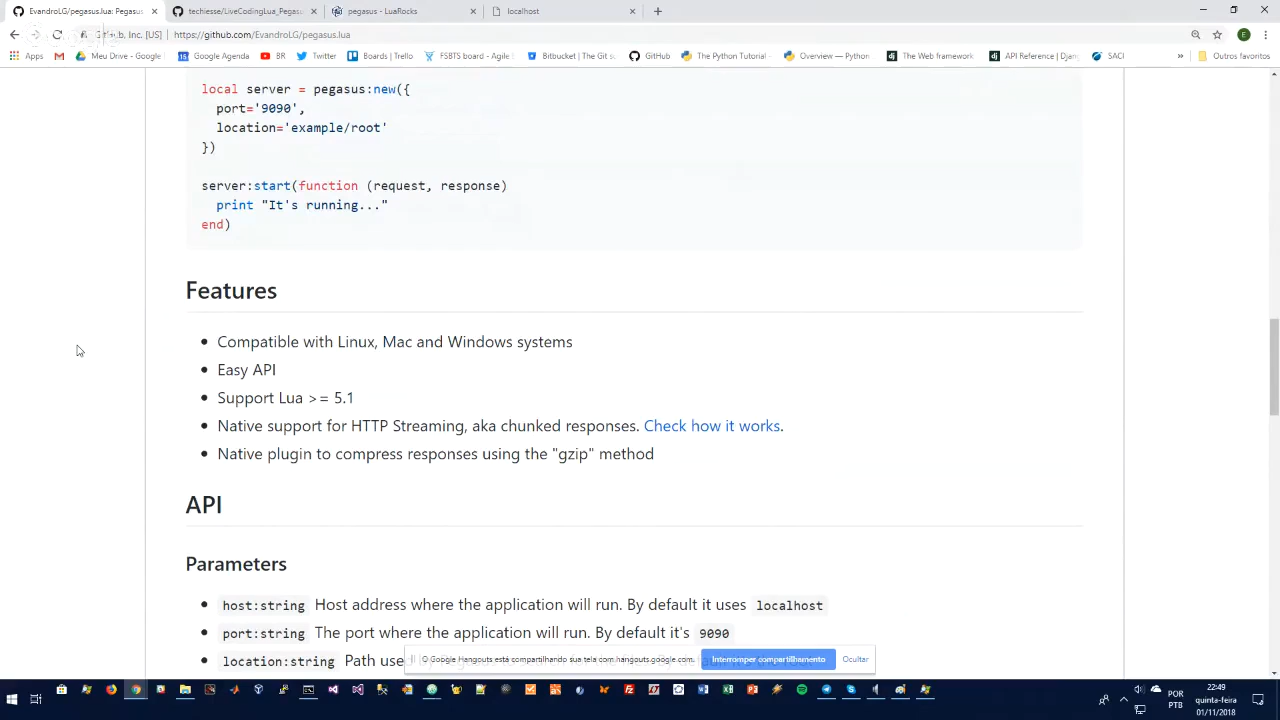 EvandroLG/pegasus.lua: Pegasus
techiesse/LiveCodingLua_Pegasu
pegasus - LuaRocks
localhost
Inc. [US]
https://github.com/EvandroLG/pegasus.lua
E
Apps
Meu Drive - Google
Google Agenda
BR
Twitter
Boards | Trello
FSBTS board - Agile
Bitbucket | The Git su
GitHub
The Python Tutorial -
Overview — Python
The Web framework
API Reference | Djan
SACI
»
Outros favoritos
local server = pegasus:new({
port='9090',
location='example/root'
})
server:start(function (request, response)
print "It's running..."
end)
Features
Compatible with Linux, Mac and Windows systems
Easy API
Support Lua >= 5.1
Native support for HTTP Streaming, aka chunked responses. Check how it works.
Native plugin to compress responses using the "gzip" method
API
Parameters
host:string Host address where the application will run. By default it uses localhost
port:string The port where the application will run. By default it's 9090
location:string Path used
O Google Hangouts está compartilhando sua tela com hangouts.google.com.
Interromper compartilhamento
Ocultar
POR
PTB
22:49
quinta-feira
01/11/2018